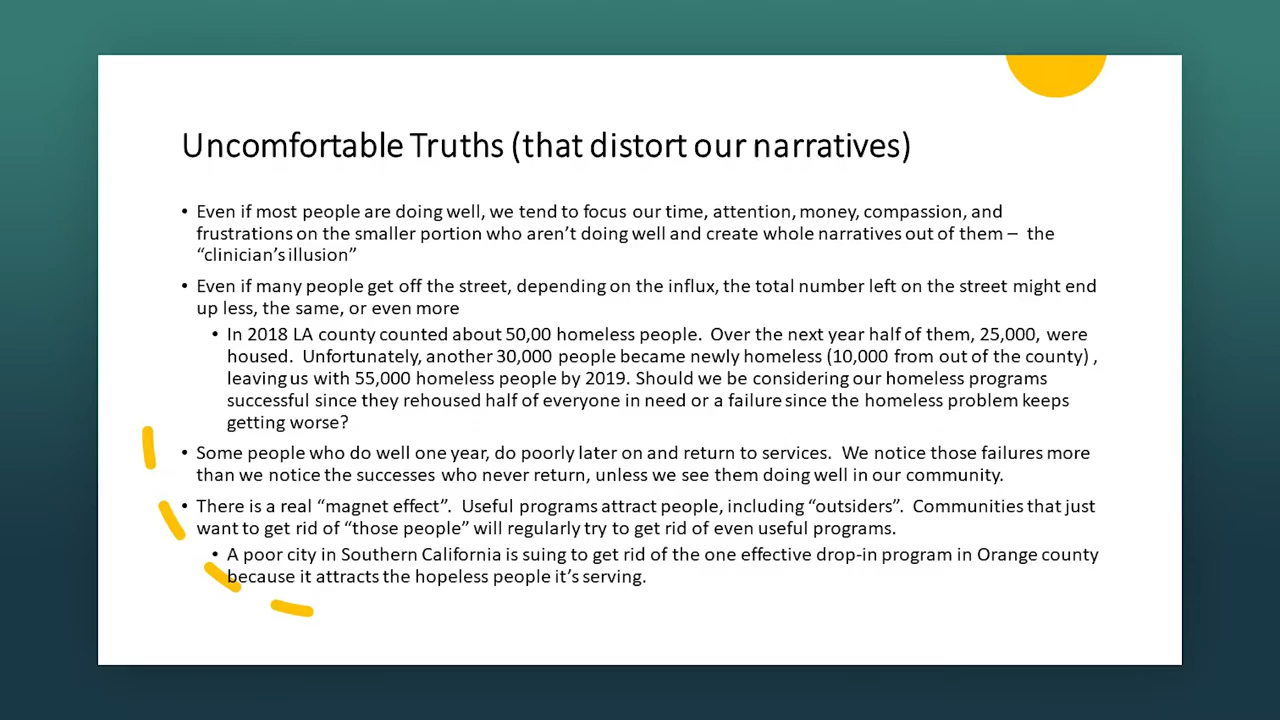 Uncomfortable Truths (that distort our narratives)
• Even if most people are doing well, we tend to focus our time, attention, money, compassion, and
frustrations on the smaller portion who aren't doing well and create whole narratives out of them – the
“clinician's illusion”
• Even if many people get off the street, depending on the influx, the total number left on the street might end
up less, the same, or even more
• In 2018 LA county counted about 50,00 homeless people. Over the next year half of them, 25,000, were
housed. Unfortunately, another 30,000 people became newly homeless (10,000 from out of the county) ,
leaving us with 55,000 homeless people by 2019. Should we be considering our homeless programs
successful since they rehoused half of everyone in need or a failure since the homeless problem keeps
getting worse?
• Some people who do well one year, do poorly later on and return to services. We notice those failures more
than we notice the successes who never return, unless we see them doing well in our community.
• There is a real “magnet effect”. Useful programs attract people, including “outsiders”. Communities that just
want to get rid of “those people” will regularly try to get rid of even useful programs.
• A poor city in Southern California is suing to get rid of the one effective drop-in program in Orange county
because it attracts the hopeless people it's serving.